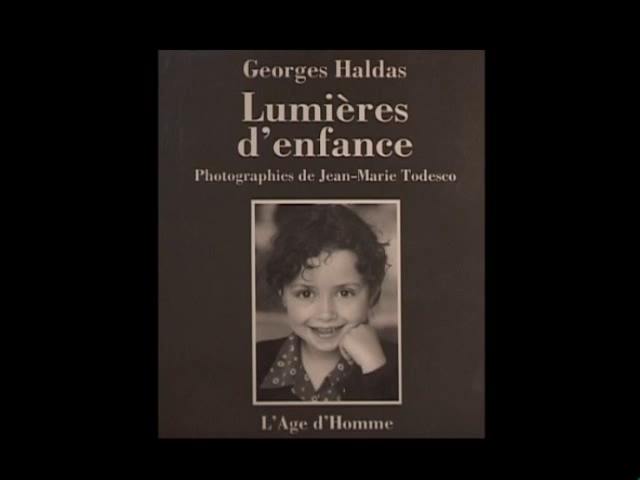 Georges Haldas
Lumières
d'enfance
Photographies de Jean-Marie Todesco
L'Age d'Homme